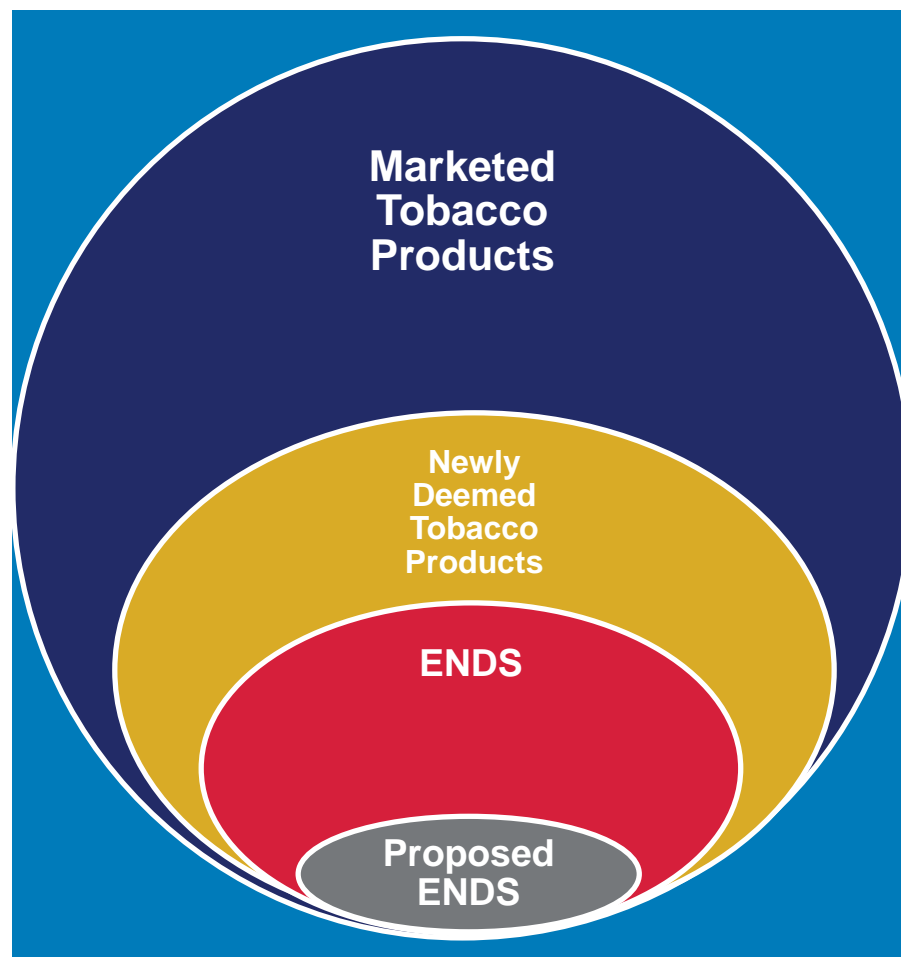 Marketed
Tobacco
Products
Newly
Deemed
Tobacco
Products
ENDS
Proposed
ENDS